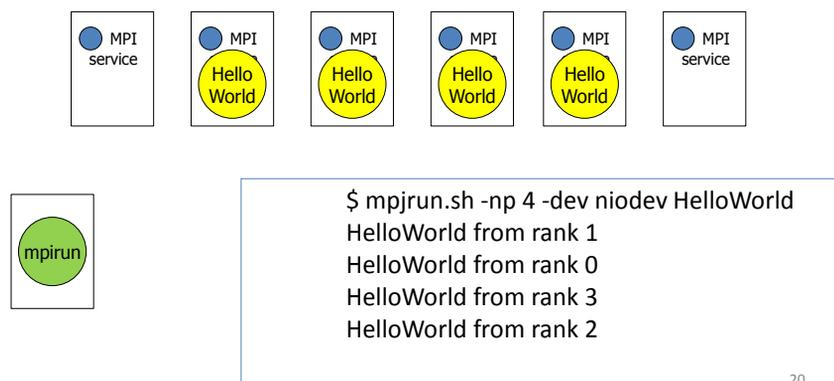 MPI
service
MPI
Hello
World
MPI
Hello
World
MPI
Hello
World
MPI
Hello
World
MPI
service
mpirun
$ mpjrun.sh -np 4 -dev niodev HelloWorld
HelloWorld from rank 1
HelloWorld from rank 0
HelloWorld from rank 3
HelloWorld from rank 2
20